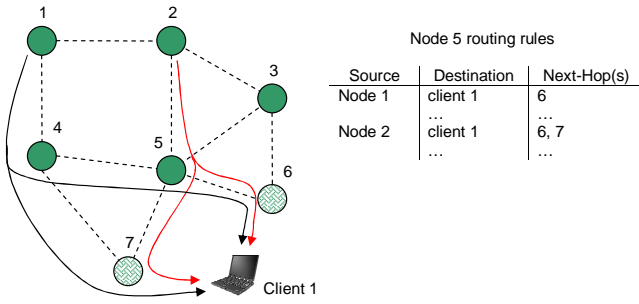 1
2
3
4
5
6
7
Client 1
Node 5 routing rules
Source Destination Next-Hop(s)
Node 1 client 1 6
… …
Node 2 client 1 6, 7
… …